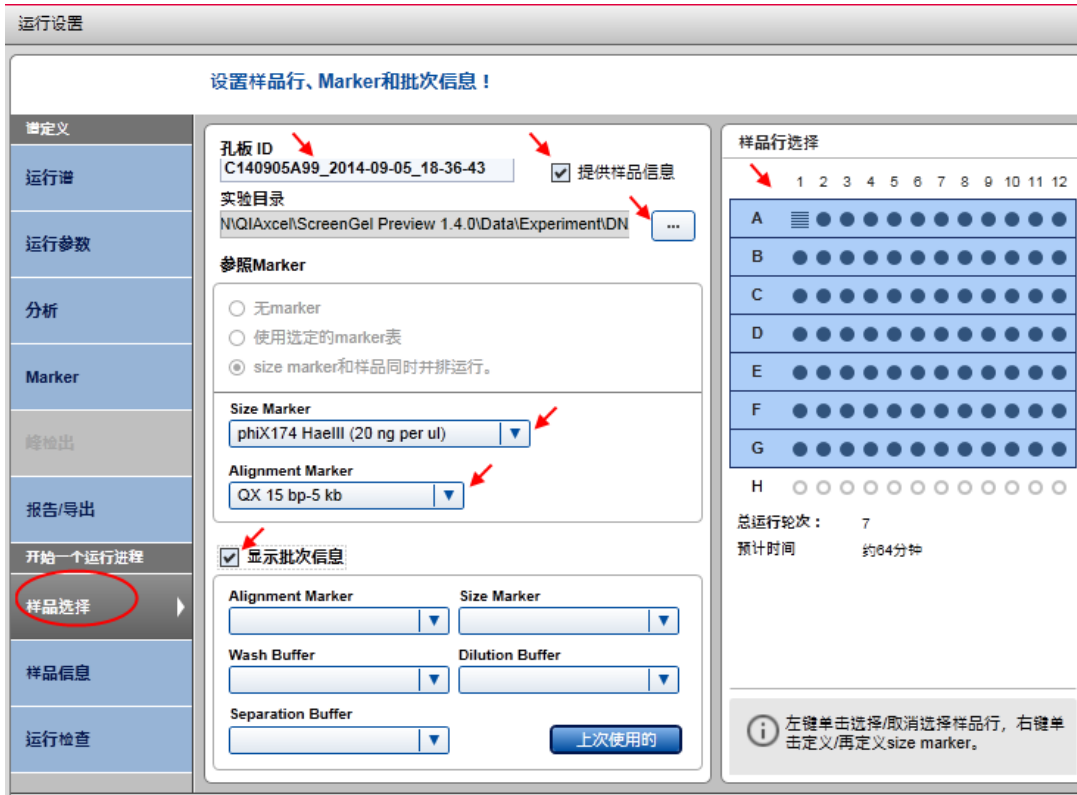 运行设置
设置样品行、Marker和批次信息！
谱定义
运行谱
运行参数
分析
Marker
峰检出
报告/导出
开始一个运行进程
样品选择
样品信息
运行检查
孔板 ID
C140905A99_2014-09-05_18-36-43
提供样品信息
实验目录
N\QIAxcel\ScreenGel Preview 1.4.0\Data\Experiment\DN
...
参照Marker
无marker
使用选定的marker表
size marker和样品同时并排运行。
Size Marker
phiX174 HaeIII (20 ng per ul)
Alignment Marker
QX 15 bp-5 kb
显示批次信息
Alignment Marker
Size Marker
Wash Buffer
Dilution Buffer
Separation Buffer
上次使用的
样品行选择
1 2 3 4 5 6 7 8 9 10 11 12
A
B
C
D
E
F
G
H
总运行轮次： 7
预计时间 约64分钟
左键单击选择/取消选择样品行，右键单
击定义/再定义size marker。